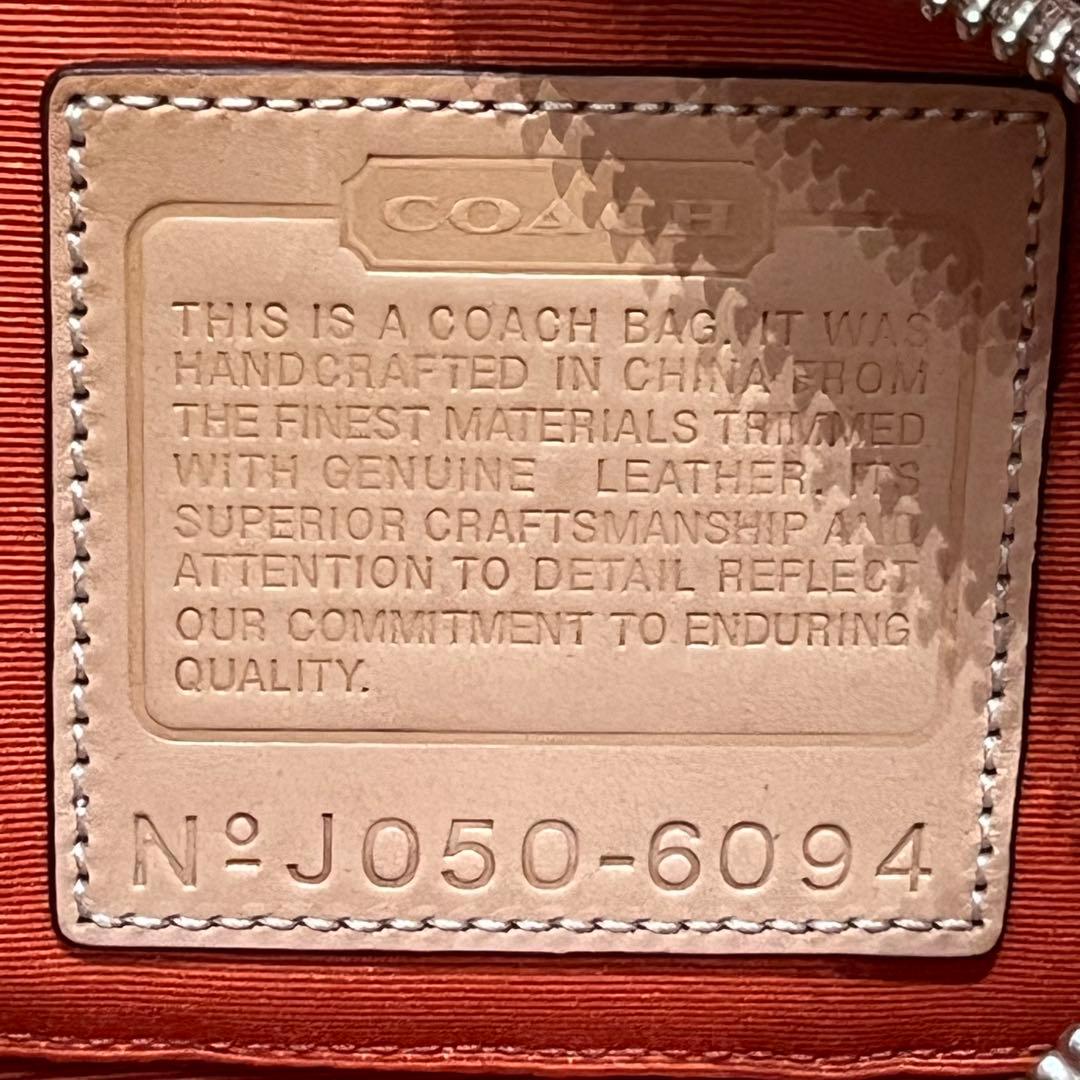 COACH
THIS IS A COACH BAG. IT WAS
HANDCRAFTED IN CHINA FROM
THE FINEST MATERIALS TRIMMED
WITH GENUINE LEATHER. ITS
SUPERIOR CRAFTSMANSHIP AND
ATTENTION TO DETAIL REFLECT
OUR COMMITMENT TO ENDURING
QUALITY.
Nº J050-6094